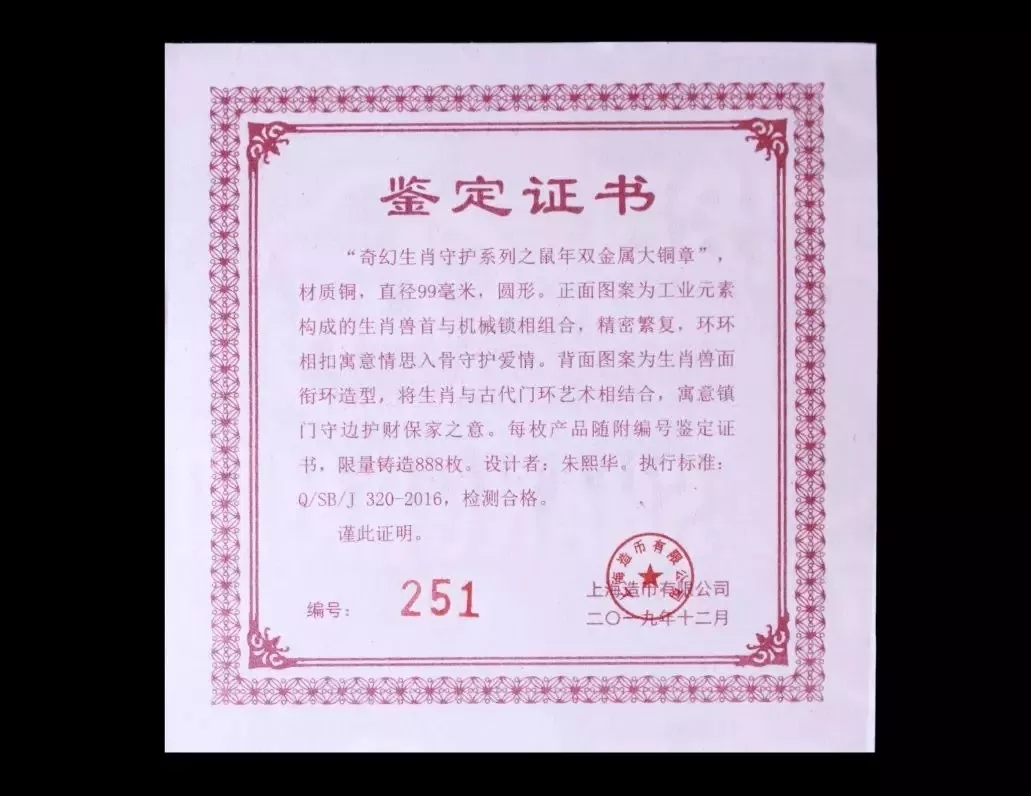 鉴定证书
“奇幻生肖守护系列之鼠年双金属大铜章”，
材质铜，直径99毫米，圆形。正面图案为工业元素
构成的生肖兽首与机械锁相组合，精密繁复，环环
相扣寓意情思入骨守护爱情。背面图案为生肖兽面
衔环造型，将生肖与古代门环艺术相结合，寓意镇
门守边护财保家之意。每枚产品随附编号鉴定证
书，限量铸造888枚。设计者：朱熙华。执行标准：
Q/SB/J 320-2016，检测合格。
谨此证明。
编号： 251
上海造币有限公司
上海造币有限公司
二〇一九年十二月